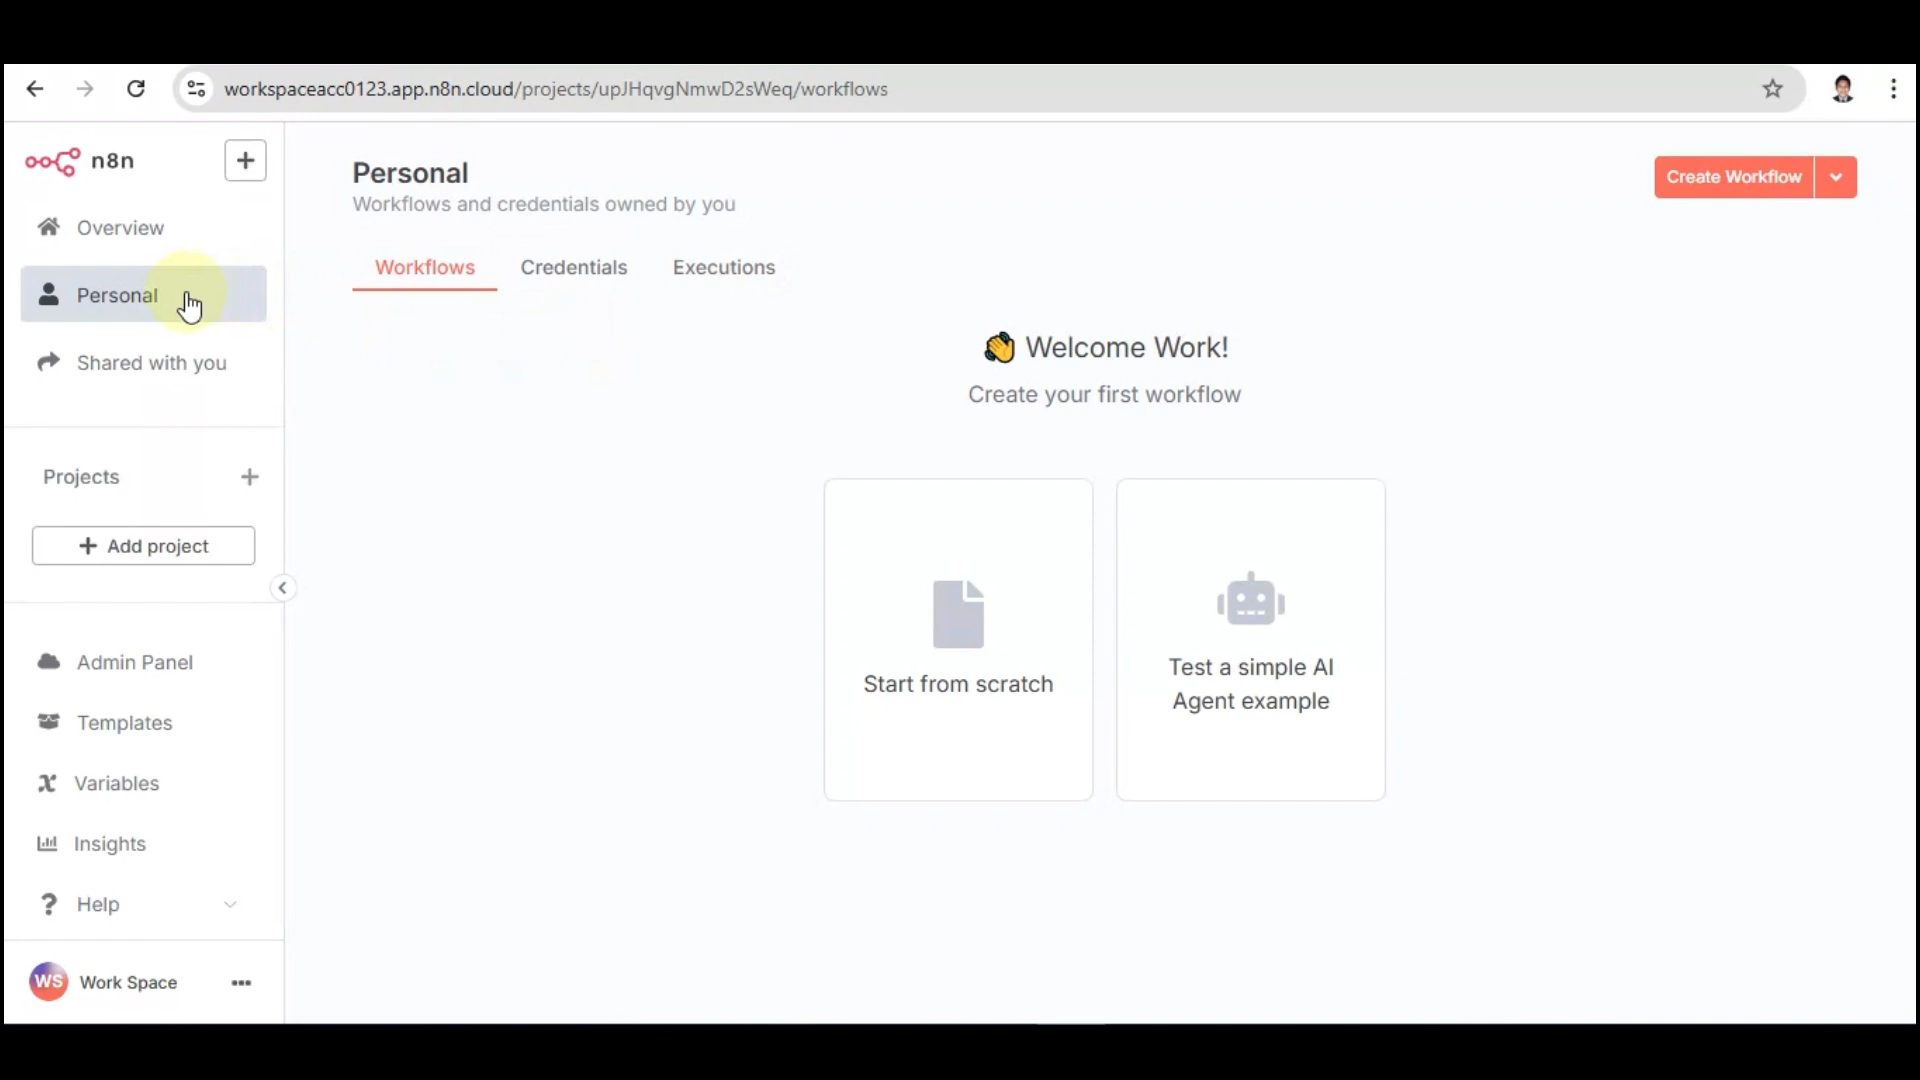 workspaceacc0123.app.n8n.cloud/projects/upJHqvgNmwD2sWeq/workflows
n8n
Overview
Personal
Shared with you
Projects
Add project
Admin Panel
Templates
Variables
Insights
Help
WS Work Space
Personal
Workflows and credentials owned by you
Create Workflow
Workflows Credentials Executions
👋 Welcome Work!
Create your first workflow
Start from scratch
Test a simple AI
Agent example